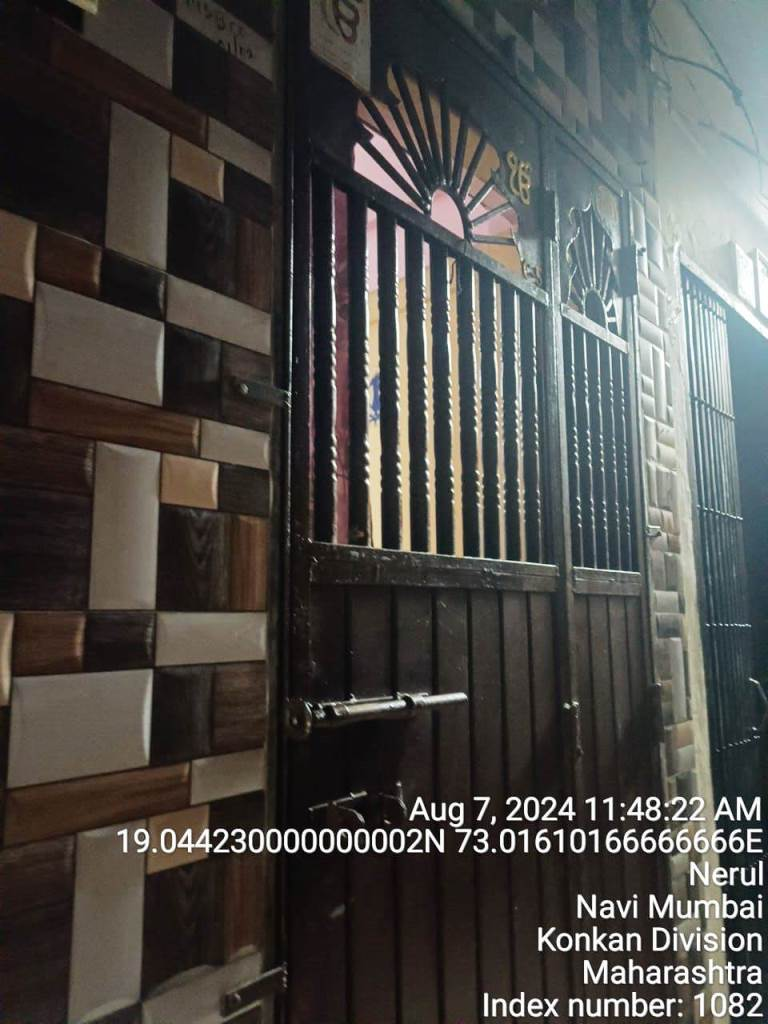 ੴ
ੴ
Aug 7, 2024 11:48:22 AM
19.044230000000002N 73.01610166666666E
Nerul
Navi Mumbai
Konkan Division
Maharashtra
Index number: 1082